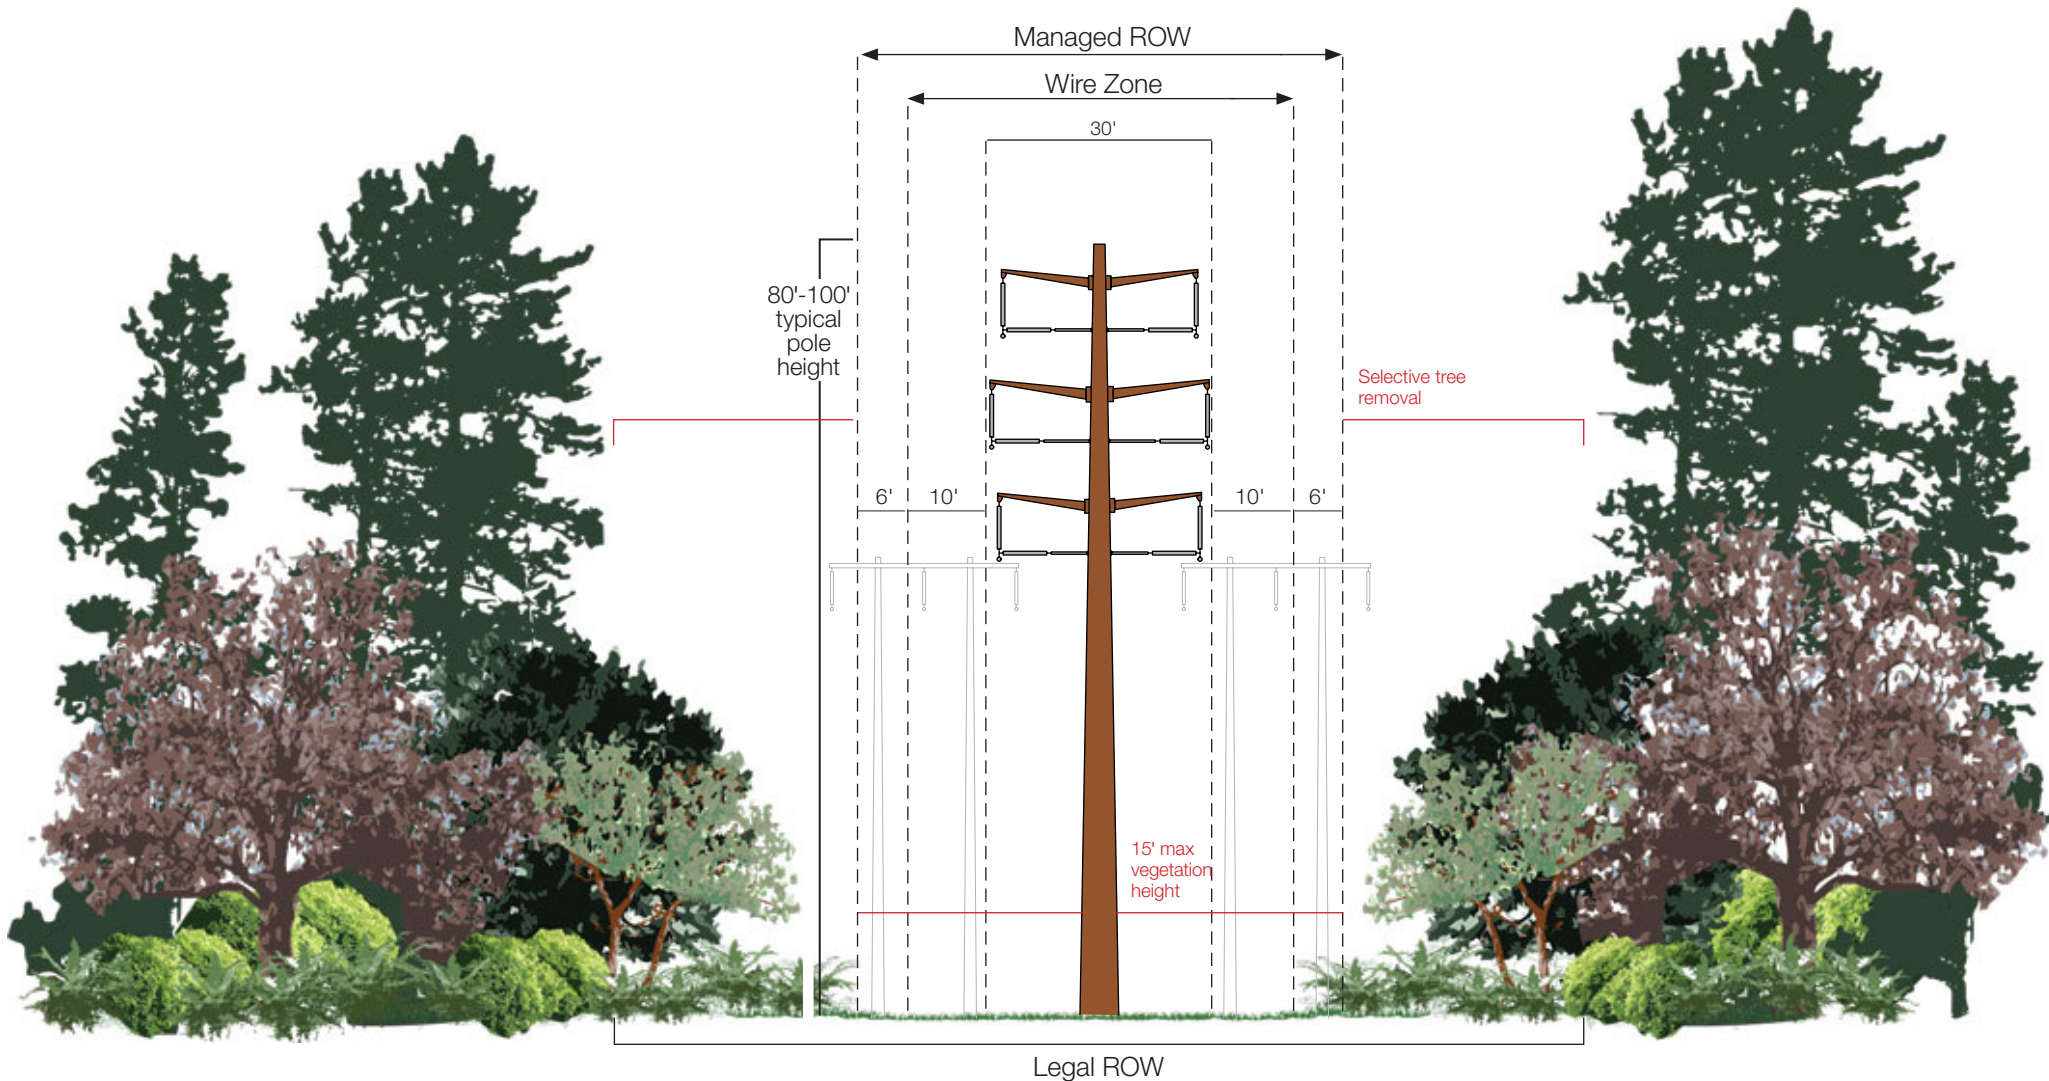 Managed ROW
Wire Zone
30'
80'-100'
typical
pole
height
Selective tree
removal
6'
10'
10'
6'
15' max
vegetation
height
Legal ROW